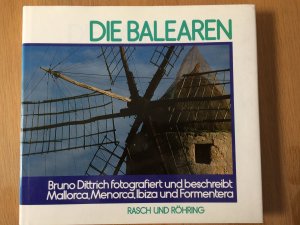 DIE BALEAREN
Bruno Dittrich fotografiert und beschreibt
Mallorca, Menorca, Ibiza und Formentera
RASCH UND RÖHRING